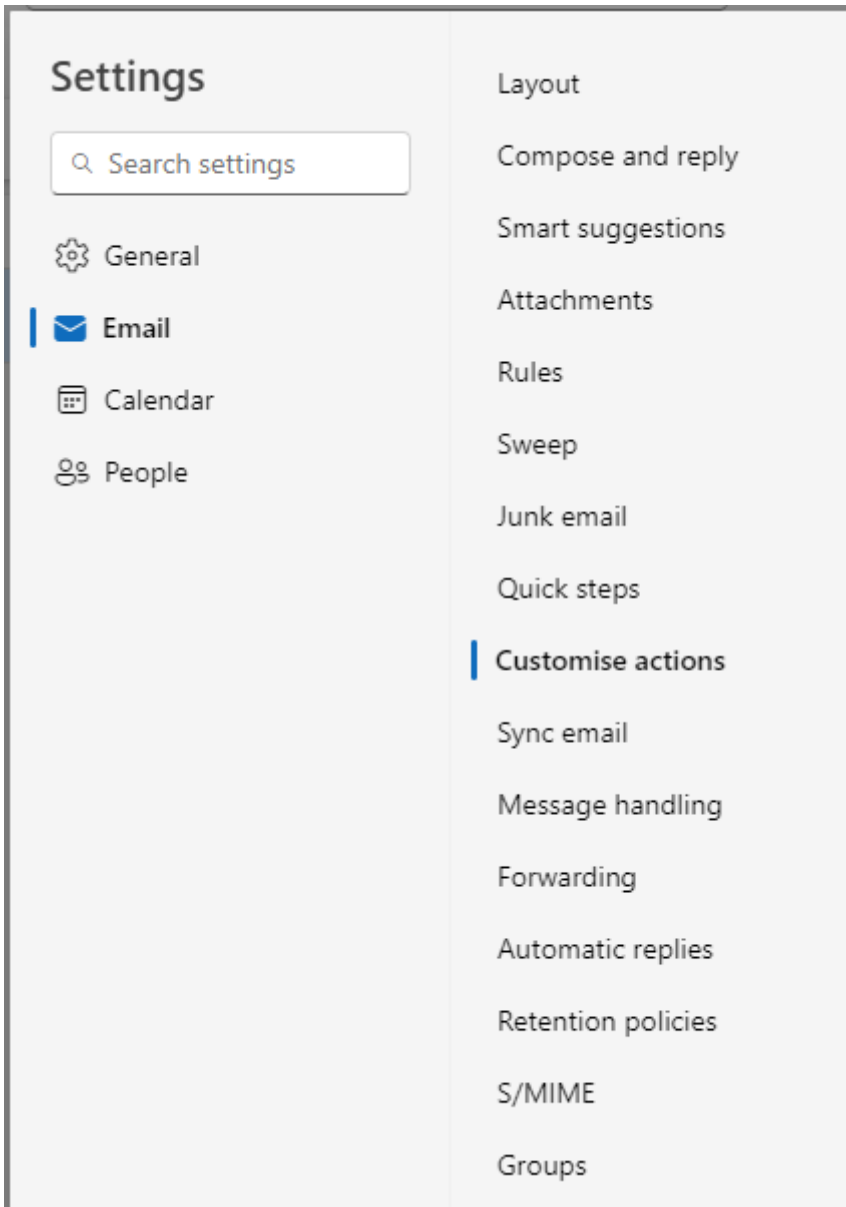 Settings
Search settings
General
Email
Calendar
People
Layout
Compose and reply
Smart suggestions
Attachments
Rules
Sweep
Junk email
Quick steps
Customise actions
Sync email
Message handling
Forwarding
Automatic replies
Retention policies
S/MIME
Groups